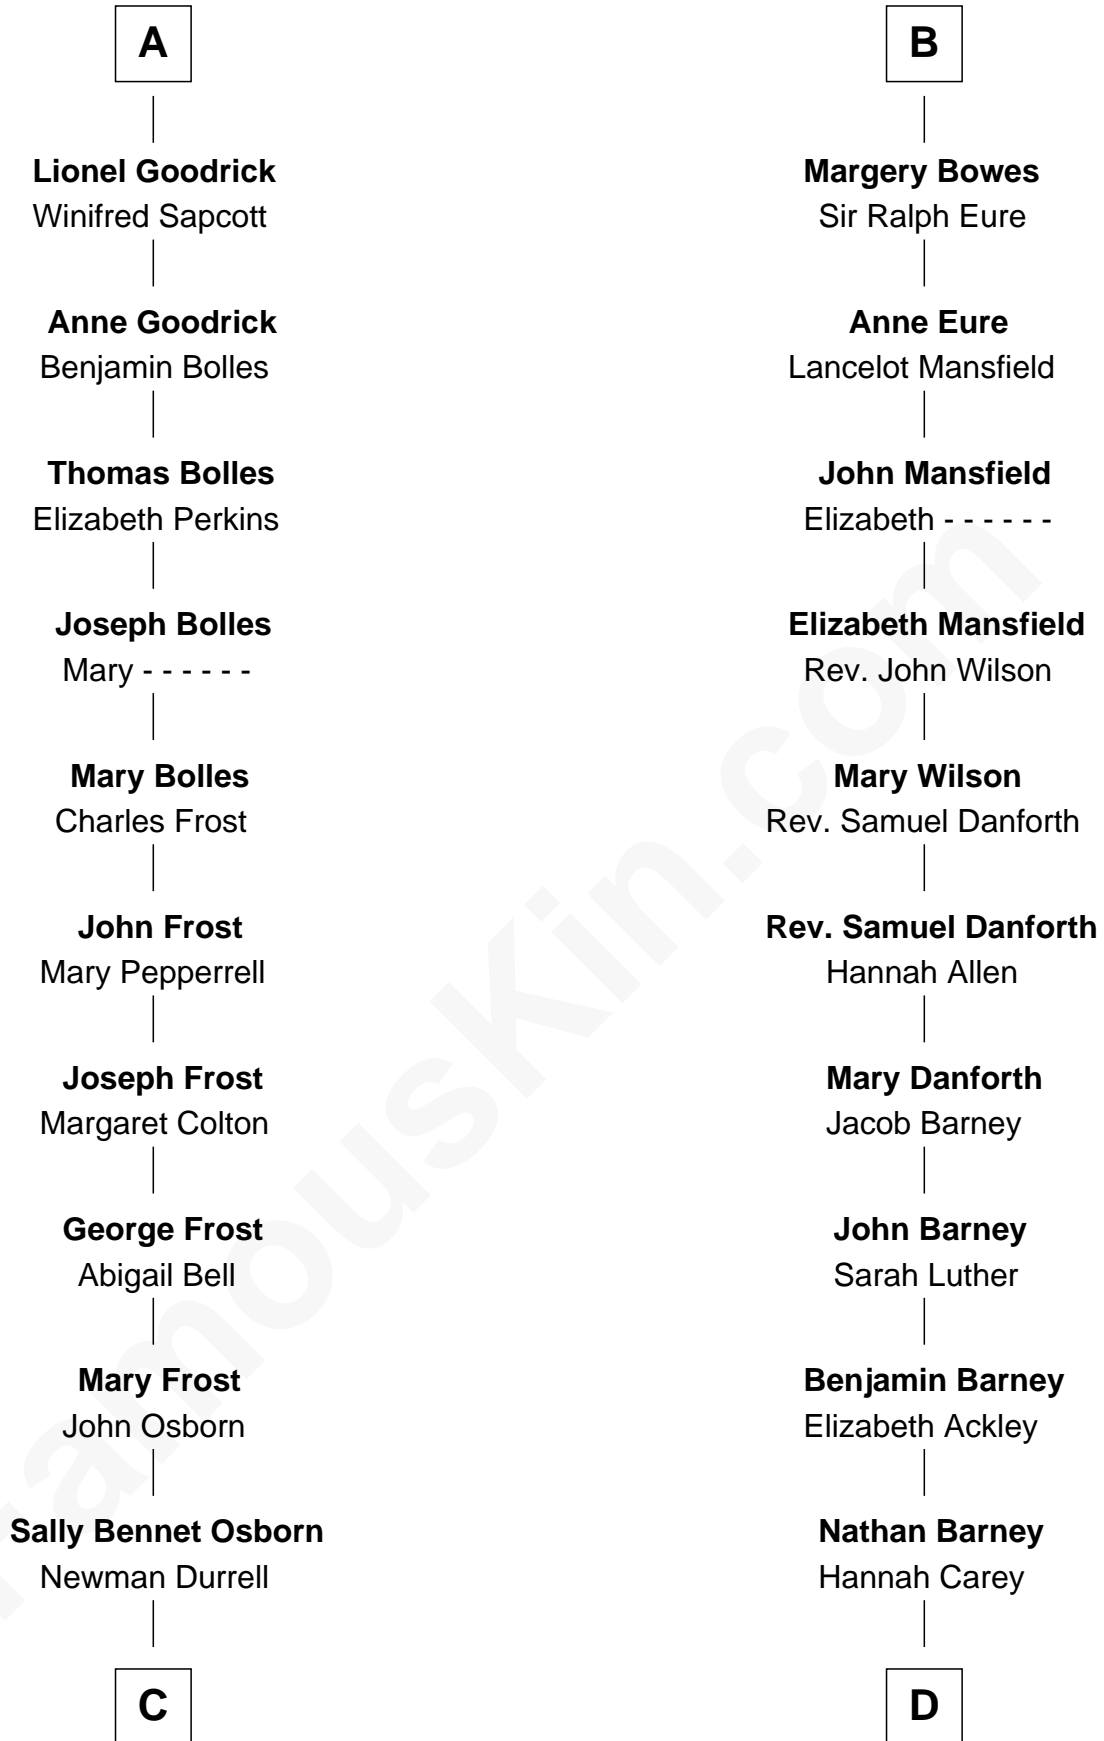 A
Lionel Goodrick
Winifred Sapcott
Anne Goodrick
Benjamin Bolles
Thomas Bolles
Elizabeth Perkins
Joseph Bolles
Mary - - - - - -
Mary Bolles
Charles Frost
John Frost
Mary Pepperrell
Joseph Frost
Margaret Colton
George Frost
Abigail Bell
Mary Frost
John Osborn
Sally Bennet Osborn
Newman Durrell
C
B
Margery Bowes
Sir Ralph Eure
Anne Eure
Lancelot Mansfield
John Mansfield
Elizabeth - - - - - -
Elizabeth Mansfield
Rev. John Wilson
Mary Wilson
Rev. Samuel Danforth
Rev. Samuel Danforth
Hannah Allen
Mary Danforth
Jacob Barney
John Barney
Sarah Luther
Benjamin Barney
Elizabeth Ackley
Nathan Barney
Hannah Carey
D
FamousKin.com